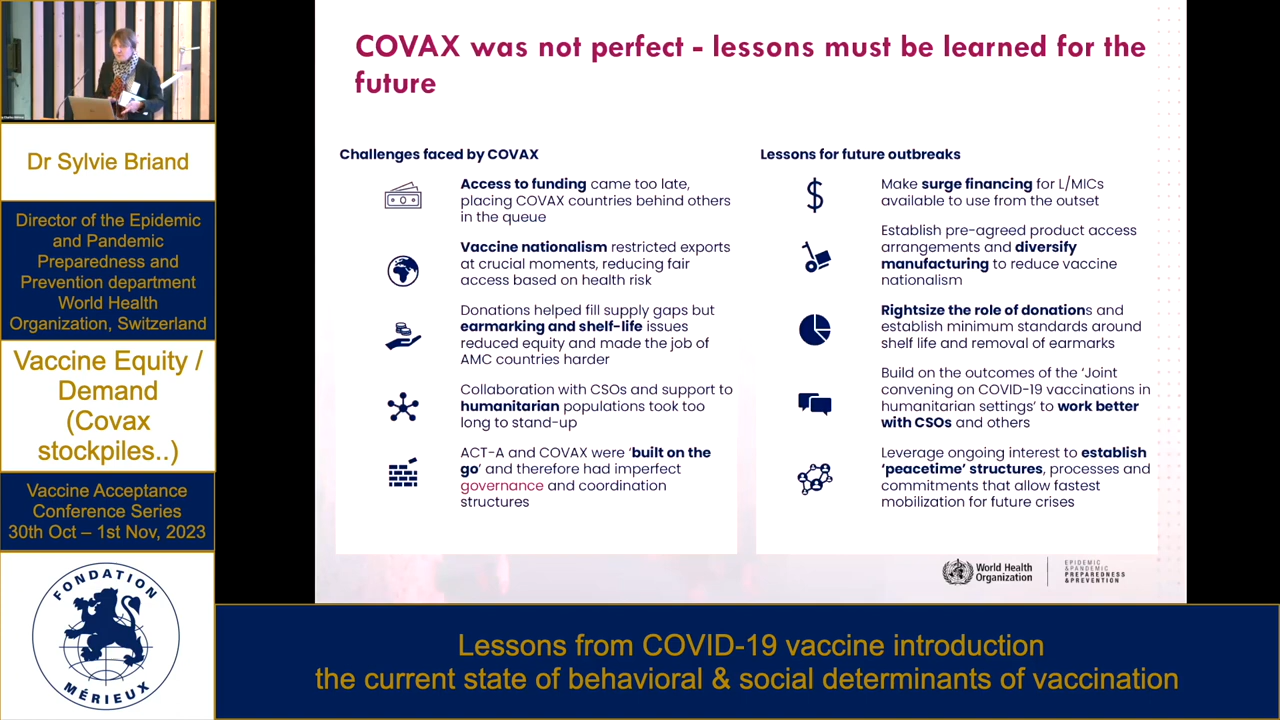 Dr Sylvie Briand
Director of the Epidemic
and Pandemic
Preparedness and
Prevention department
World Health
Organization, Switzerland
Vaccine Equity /
Demand
(Covax
stockpiles..)
Vaccine Acceptance
Conference Series
30th Oct – 1st Nov, 2023
FONDATION
MÉRIEUX
COVAX was not perfect - lessons must be learned for the
future
Challenges faced by COVAX
Access to funding came too late,
placing COVAX countries behind others
in the queue
Vaccine nationalism restricted exports
at crucial moments, reducing fair
access based on health risk
Donations helped fill supply gaps but
earmarking and shelf-life issues
reduced equity and made the job of
AMC countries harder
Collaboration with CSOs and support to
humanitarian populations took too
long to stand-up
ACT-A and COVAX were ‘built on the
go’ and therefore had imperfect
governance and coordination
structures
Lessons for future outbreaks
$
Make surge financing for L/MICs
available to use from the outset
Establish pre-agreed product access
arrangements and diversify
manufacturing to reduce vaccine
nationalism
Rightsize the role of donations and
establish minimum standards around
shelf life and removal of earmarks
Build on the outcomes of the ‘Joint
convening on COVID-19 vaccinations in
humanitarian settings’ to work better
with CSOs and others
Leverage ongoing interest to establish
‘peacetime’ structures, processes and
commitments that allow fastest
mobilization for future crises
World Health
Organization
EPIDEMIC
&PANDEMIC
PREPAREDNESS
&PREVENTION
Lessons from COVID-19 vaccine introduction
the current state of behavioral & social determinants of vaccination